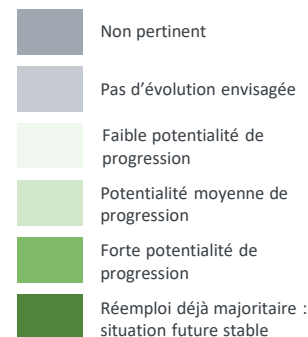 Non pertinent
Pas d’évolution envisagée
Faible potentialité de
progression
Potentialité moyenne de
progression
Forte potentialité de
progression
Réemploi déjà majoritaire :
situation future stable